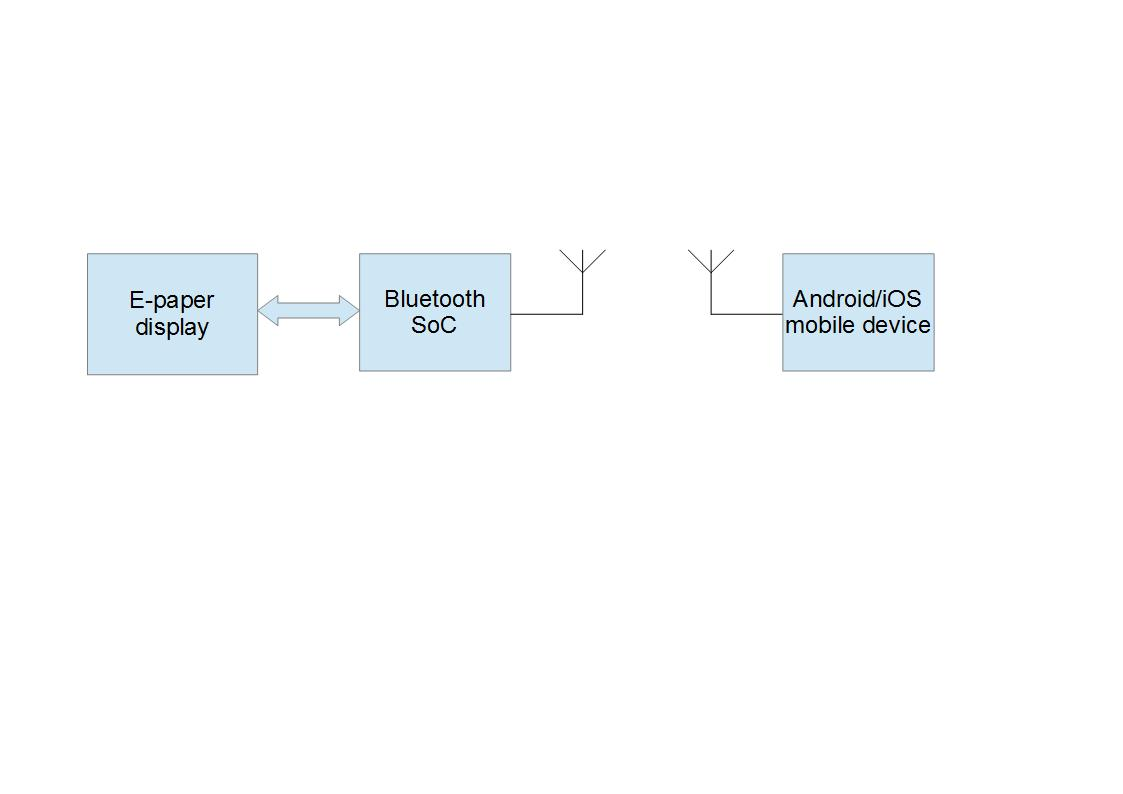 E-paper
display
Bluetooth
SoC
Android/iOS
mobile device